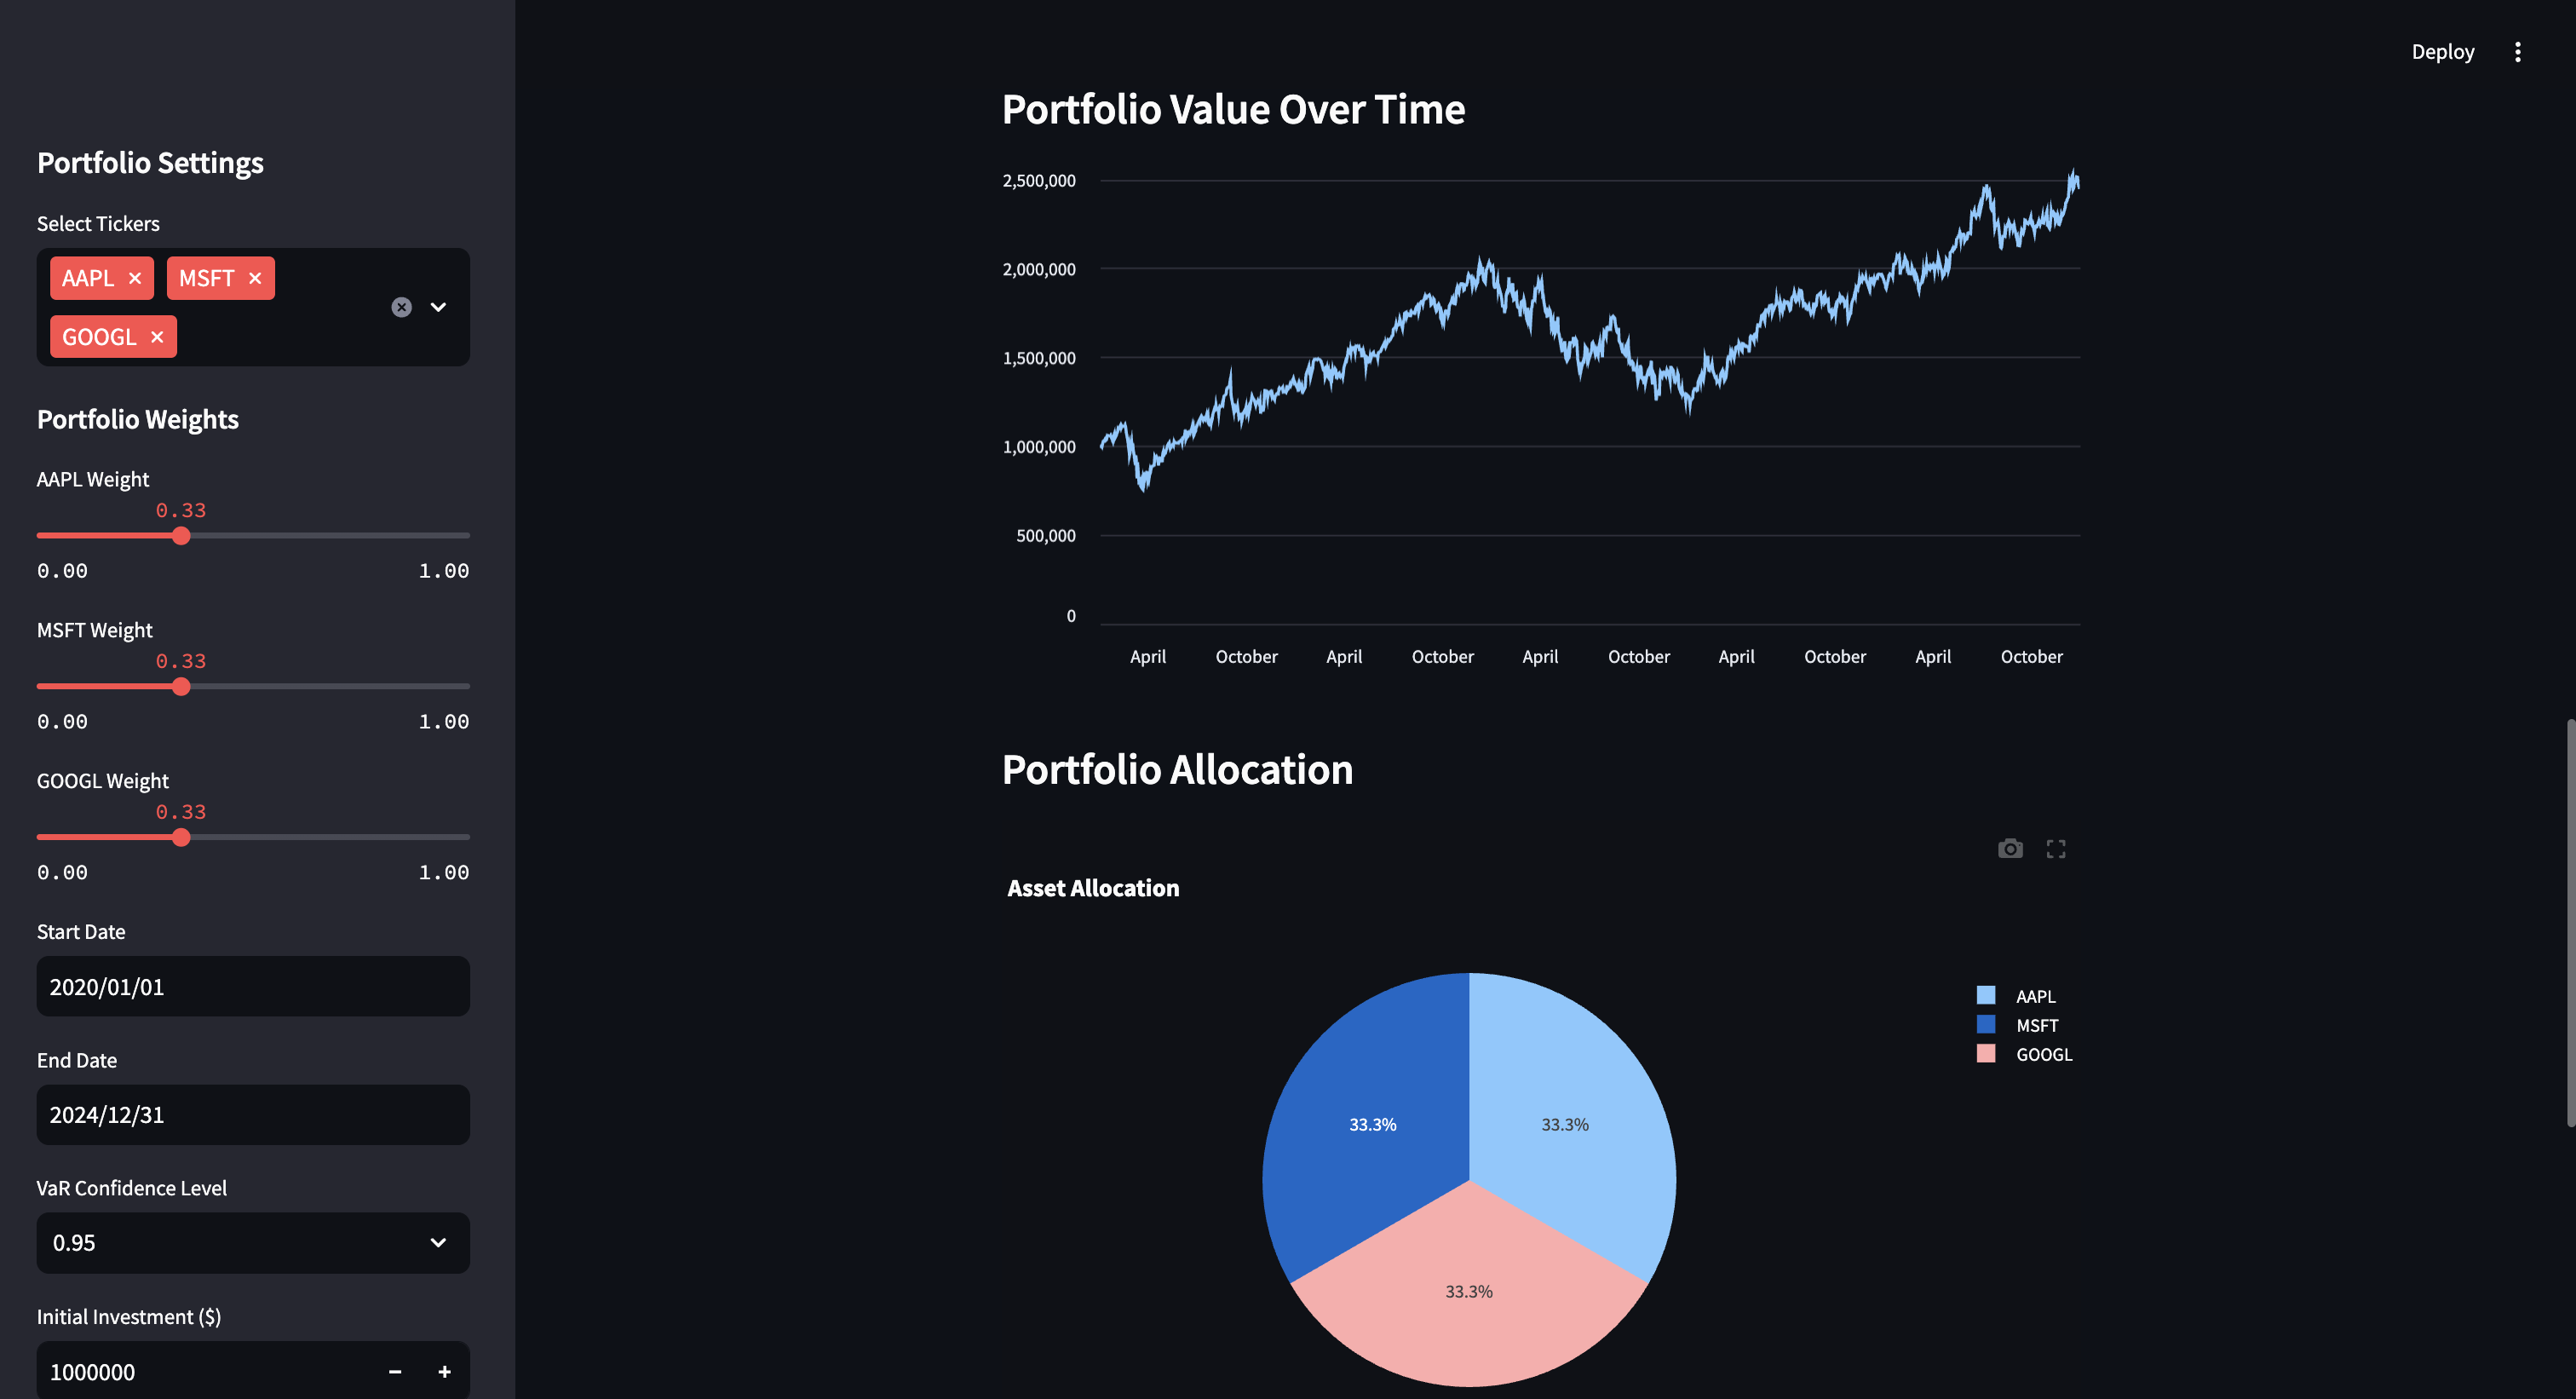 Deploy
Portfolio Settings
Select Tickers
AAPL MSFT
GOOGL
Portfolio Weights
AAPL Weight
0.33
0.00 1.00
MSFT Weight
0.33
0.00 1.00
GOOGL Weight
0.33
0.00 1.00
Start Date
2020/01/01
End Date
2024/12/31
VaR Confidence Level
0.95
Initial Investment ($)
1000000
Portfolio Value Over Time
2,500,000
2,000,000
1,500,000
1,000,000
500,000
0
April October April October April October April October April October
Portfolio Allocation
Asset Allocation
AAPL
MSFT
GOOGL
33.3% 33.3%
33.3%